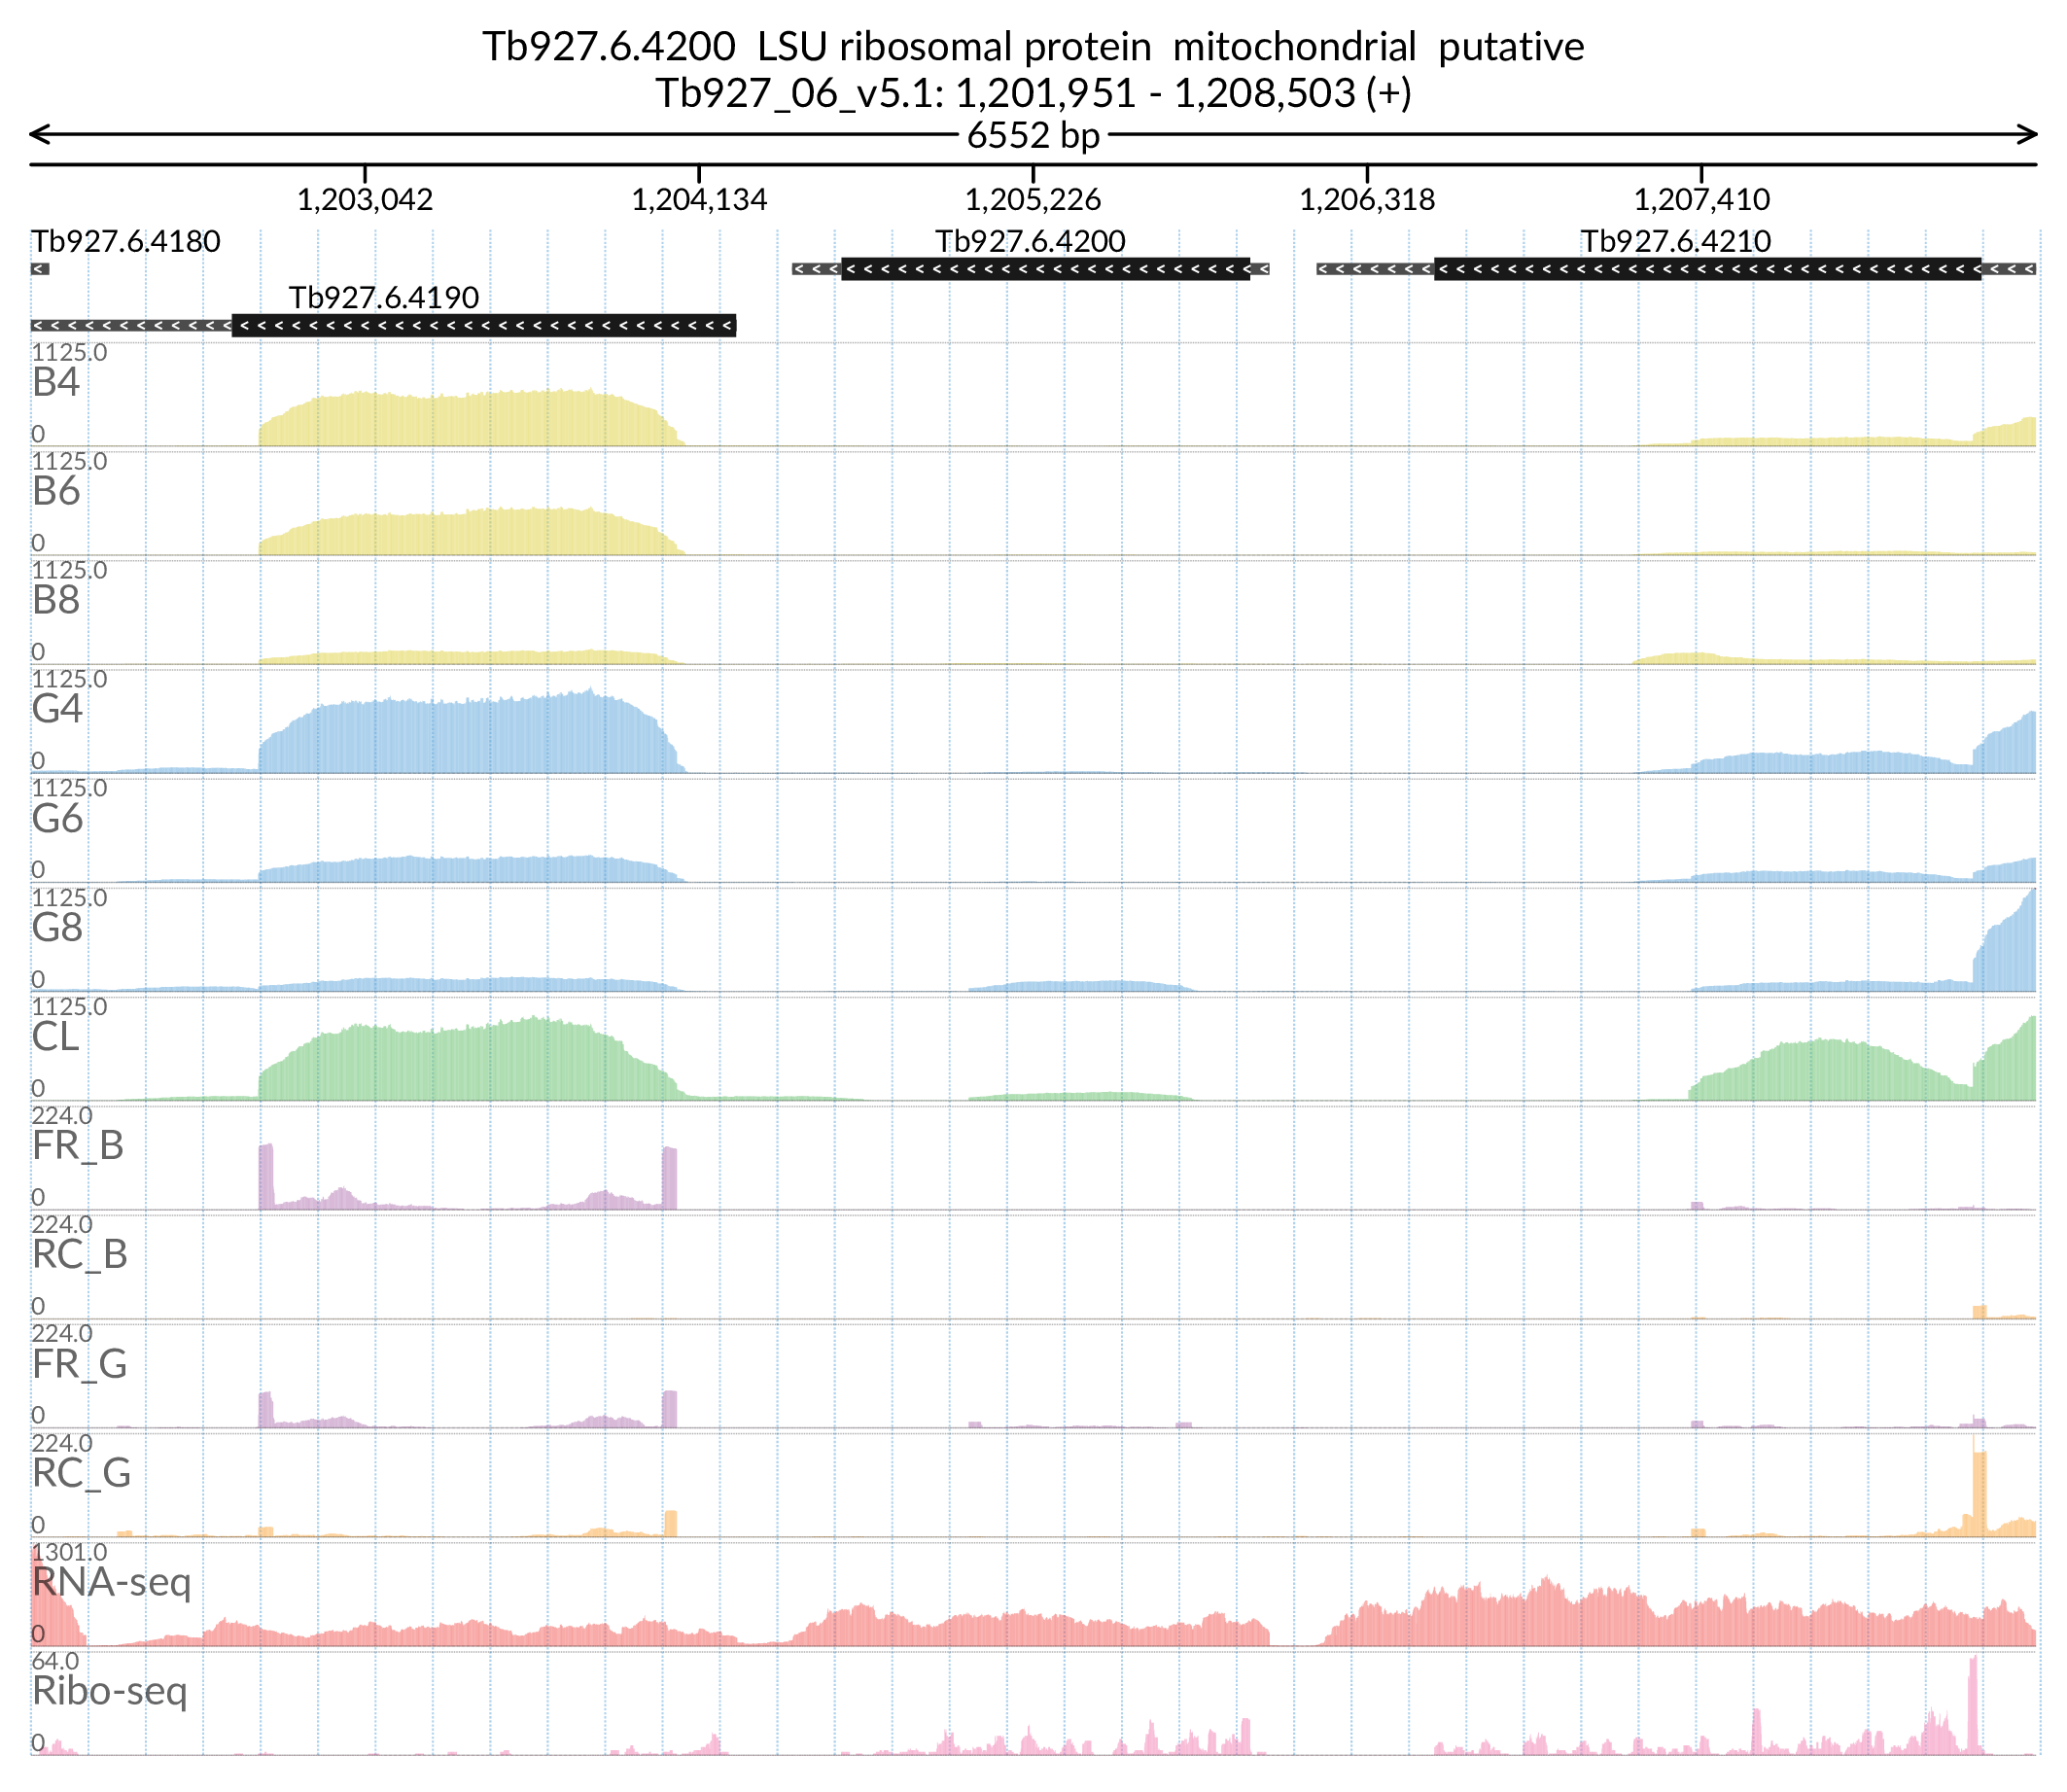 Tb927.6.4200 LSU ribosomal protein mitochondrial putative
Tb927_06_v5.1: 1,201,951 - 1,208,503 (+)
6552 bp
1,203,042 1,204,134 1,205,226 1,206,318 1,207,410
Tb927.6.4180 Tb927.6.4200 Tb927.6.4210
Tb927.6.4190
1125.0
B4
0
1125.0
B6
0
1125.0
B8
0
1125.0
G4
0
1125.0
G6
0
1125.0
G8
0
1125.0
CL
0
224.0
FR_B
0
224.0
RC_B
0
224.0
FR_G
0
224.0
RC_G
0
1301.0
RNA-seq
0
64.0
Ribo-seq
0